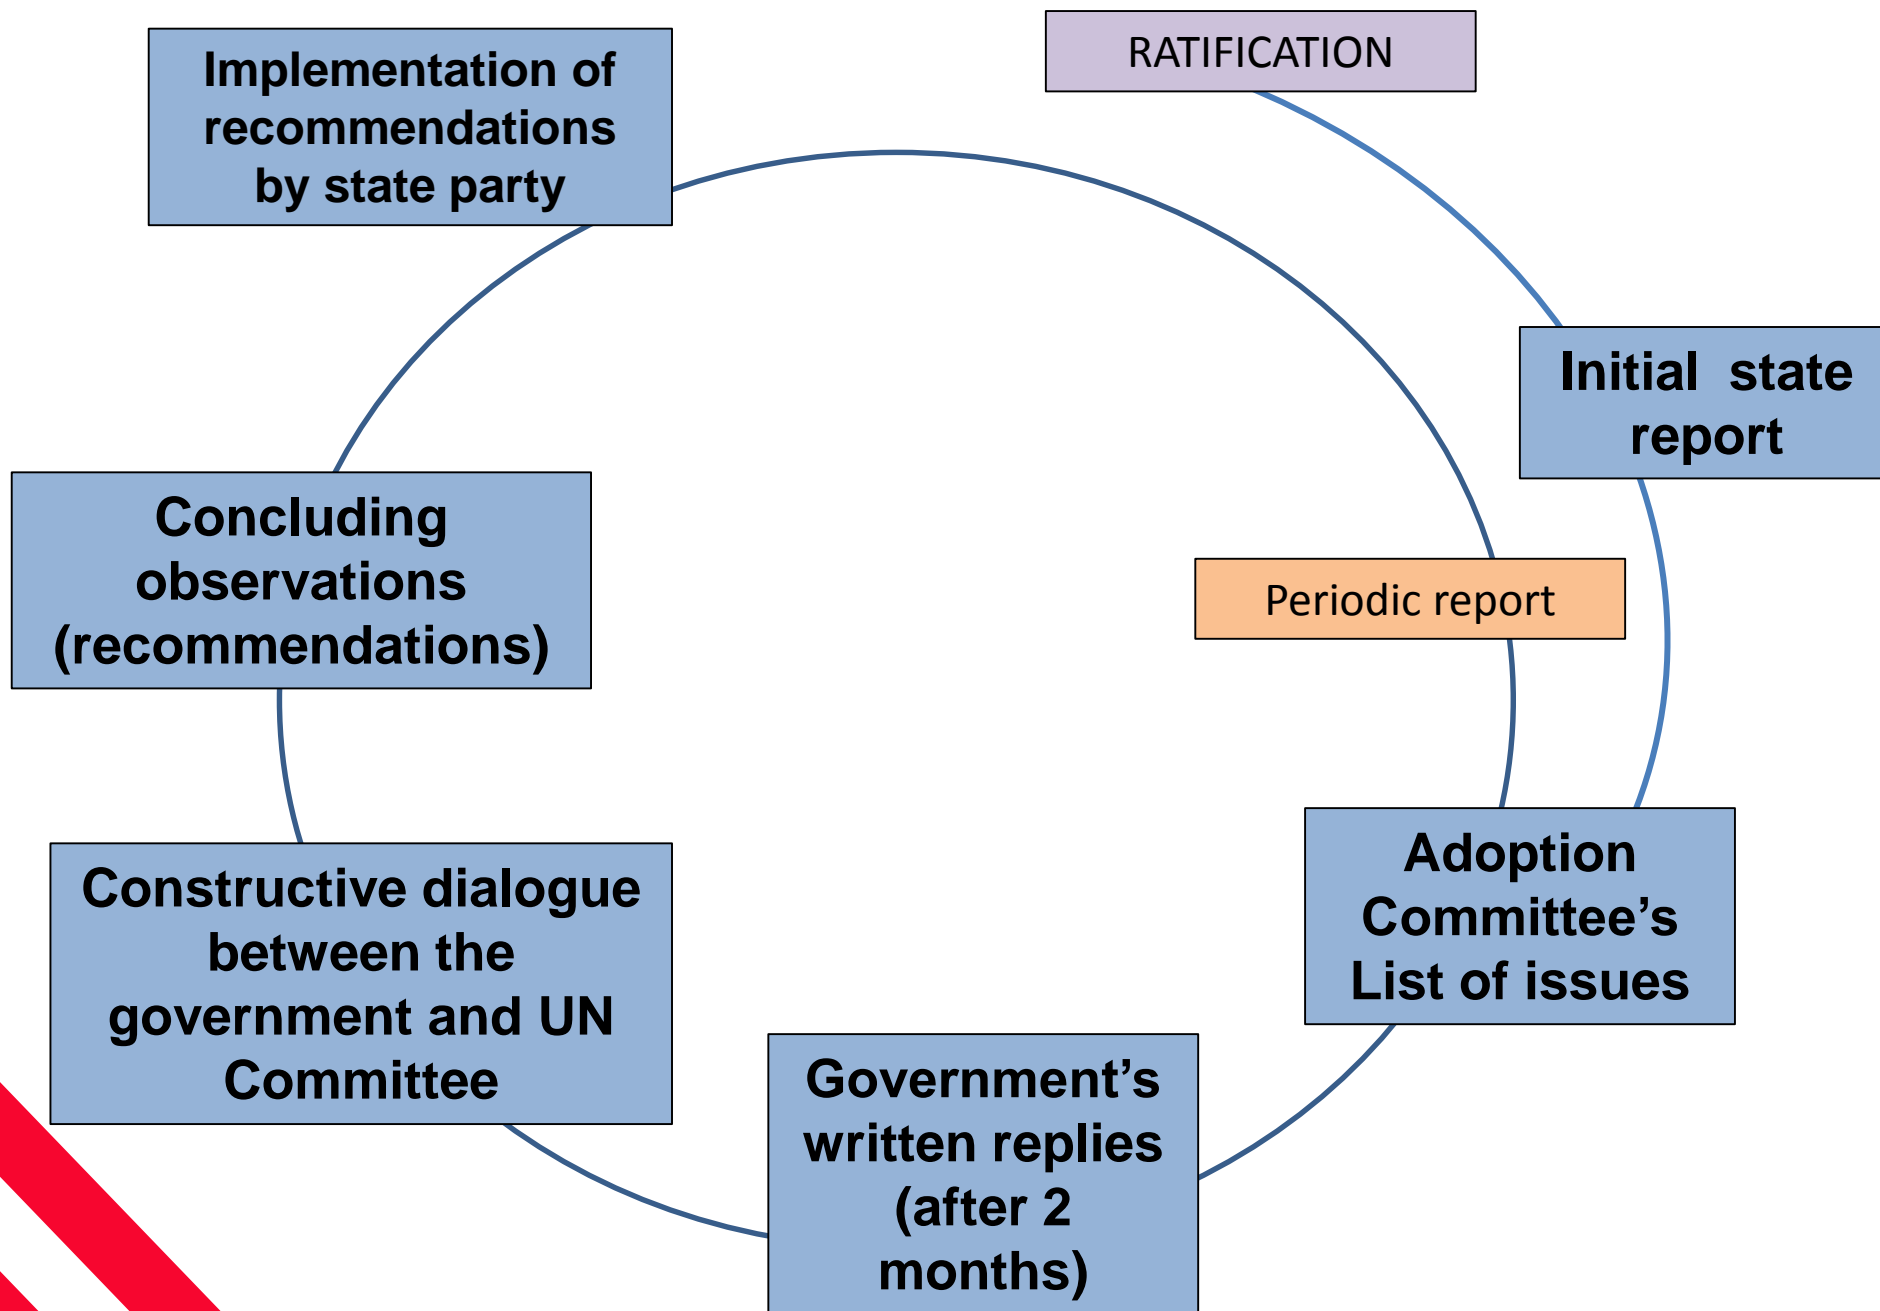 RATIFICATION
Initial state
report
Periodic report
Adoption
Committee’s
List of issues
Government’s
written replies
(after 2
months)
Constructive dialogue
between the
government and UN
Committee
Concluding
observations
(recommendations)
Implementation of
recommendations
by state party